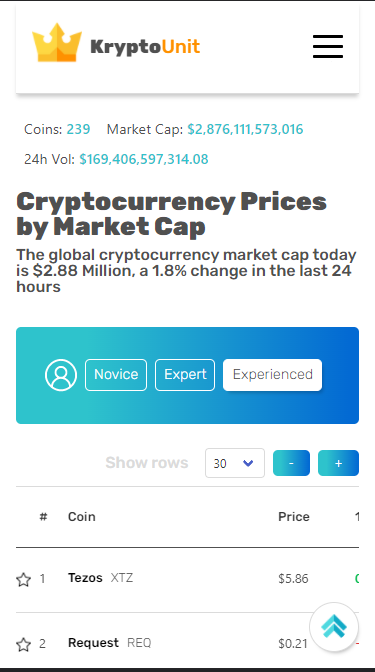 KryptoUnit
Coins: 239 Market Cap: $2,876,111,573,016
24h Vol: $169,406,597,314.08
Cryptocurrency Prices
by Market Cap
The global cryptocurrency market cap today
is $2.88 Million, a 1.8% change in the last 24
hours
Novice Expert Experienced
Show rows 30 - +
# Coin Price 1
1 Tezos XTZ $5.86
2 Request REQ $0.21 -